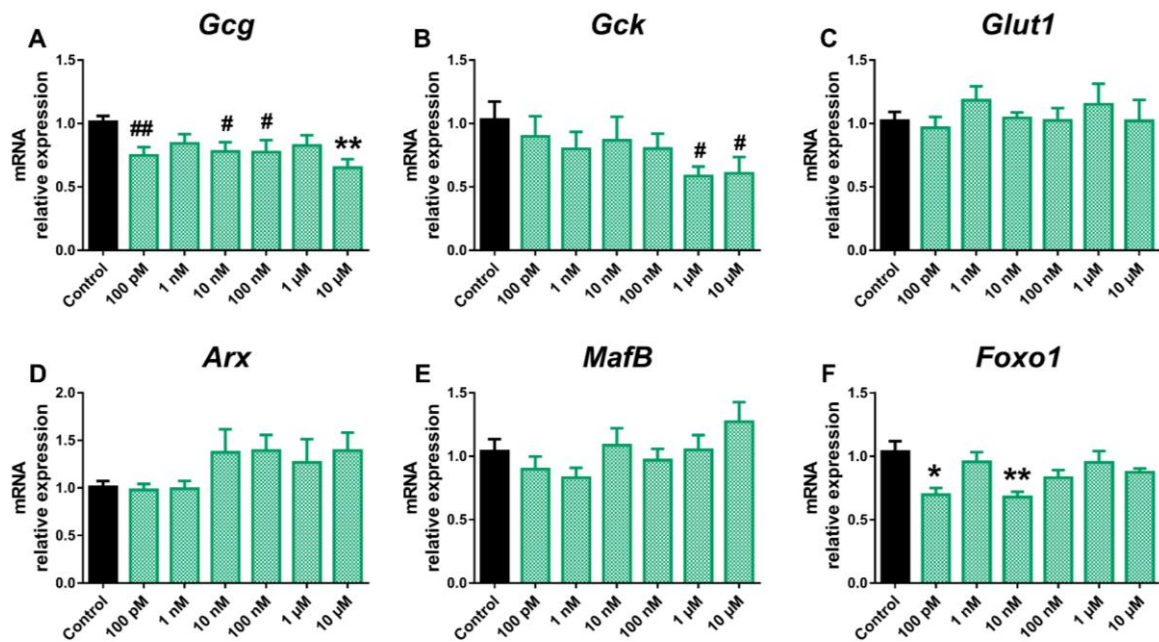 A
Gcg
mRNA
relative expression
1.5
1.0
0.5
0.0
##
#
#
**
Control
100 pM
1 nM
10 nM
100 nM
1 µM
10 µM
B
Gck
mRNA
relative expression
1.5
1.0
0.5
0.0
#
#
Control
100 pM
1 nM
10 nM
100 nM
1 µM
10 µM
C
Glut1
mRNA
relative expression
1.5
1.0
0.5
0.0
Control
100 pM
1 nM
10 nM
100 nM
1 µM
10 µM
D
Arx
mRNA
relative expression
2.0
1.5
1.0
0.5
0.0
Control
100 pM
1 nM
10 nM
100 nM
1 µM
10 µM
E
MafB
mRNA
relative expression
1.5
1.0
0.5
0.0
Control
100 pM
1 nM
10 nM
100 nM
1 µM
10 µM
F
Foxo1
mRNA
relative expression
1.5
1.0
0.5
0.0
*
**
Control
100 pM
1 nM
10 nM
100 nM
1 µM
10 µM